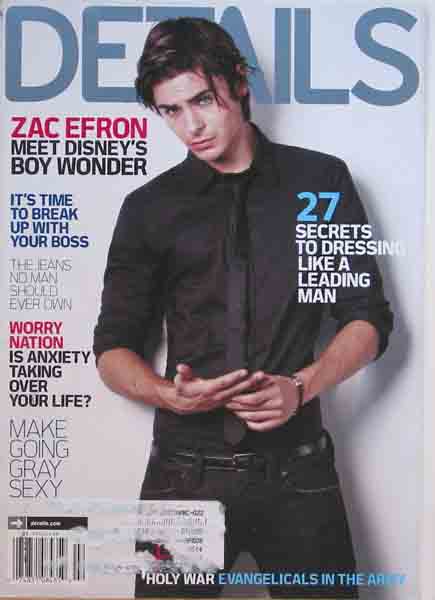 DETAILS
ZAC EFRON
MEET DISNEY'S
BOY WONDER
IT'S TIME
TO BREAK
UP WITH
YOUR BOSS
THE JEANS
NO MAN
SHOULD
EVER OWN
WORRY
NATION
IS ANXIETY
TAKING
OVER
YOUR LIFE?
MAKE
GOING
GRAY
SEXY
27
SECRETS
TO DRESSING
LIKE A
LEADING
MAN
details.com
HOLY WAR EVANGELICALS IN THE ARMY